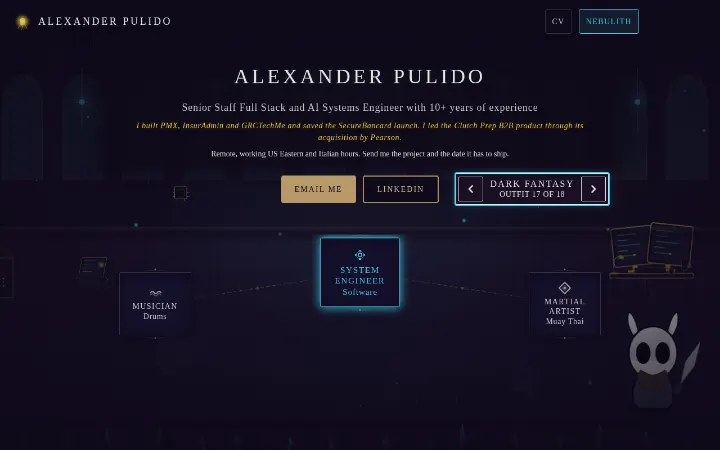 ALEXANDER PULIDO
CV
NEBULITH
ALEXANDER PULIDO
Senior Staff Full Stack and AI Systems Engineer with 10+ years of experience
I built PMX, InsurAdmin and GRCTechMe and saved the SecureBancard launch. I led the Clutch Prep B2B product through its
acquisition by Pearson.
Remote, working US Eastern and Italian hours. Send me the project and the date it has to ship.
EMAIL ME
LINKEDIN
DARK FANTASY
OUTFIT 17 OF 18
SYSTEM
ENGINEER
Software
MUSICIAN
Drums
MARTIAL
ARTIST
Muay Thai